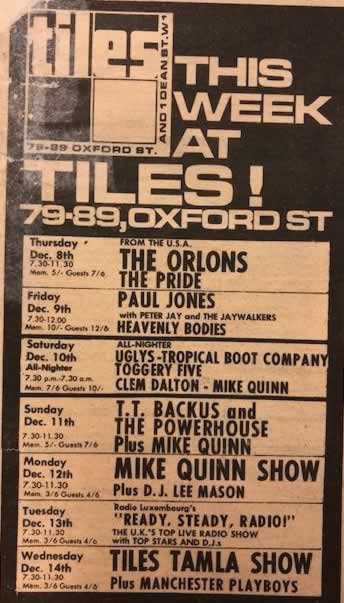 tiles
AND 1 DEAN ST. W1
79-89 OXFORD ST.
THIS
WEEK
AT
TILES!
79-89, OXFORD ST
Thursday
Dec. 8th
7.30-11.30
Mem. 5/- Guests 7/6
FROM THE U.S.A.
THE ORLONS
THE PRIDE
Friday
Dec. 9th
7.30-12.00
Mem. 10/- Guests 12/6
PAUL JONES
with PETER JAY and THE JAYWALKERS
HEAVENLY BODIES
Saturday
Dec. 10th
All-Nighter
7.30 p.m.-7.30 a.m.
Mem. 7/6 Guests 10/-
ALL-NIGHTER
UGLYS-TROPICAL BOOT COMPANY
TOGGERY FIVE
CLEM DALTON - MIKE QUINN
Sunday
Dec. 11th
7.30-11.30
Mem. 5/- Guests 7/6
T.T. BACKUS and
THE POWERHOUSE
Plus MIKE QUINN
Monday
Dec. 12th
7.30-11.30
Mem. 3/6 Guests 4/6
MIKE QUINN SHOW
Plus D.J. LEE MASON
Tuesday
Dec. 13th
7.30-11.30
Mem. 3/6 Guests 4/6
Radio Luxembourg's
"READY, STEADY, RADIO!"
THE U.K.'S TOP LIVE RADIO SHOW
with TOP STARS AND D.J.s
Wednesday
Dec. 14th
7.30-11.30
Mem. 3/6 Guests 4/6
TILES TAMLA SHOW
Plus MANCHESTER PLAYBOYS